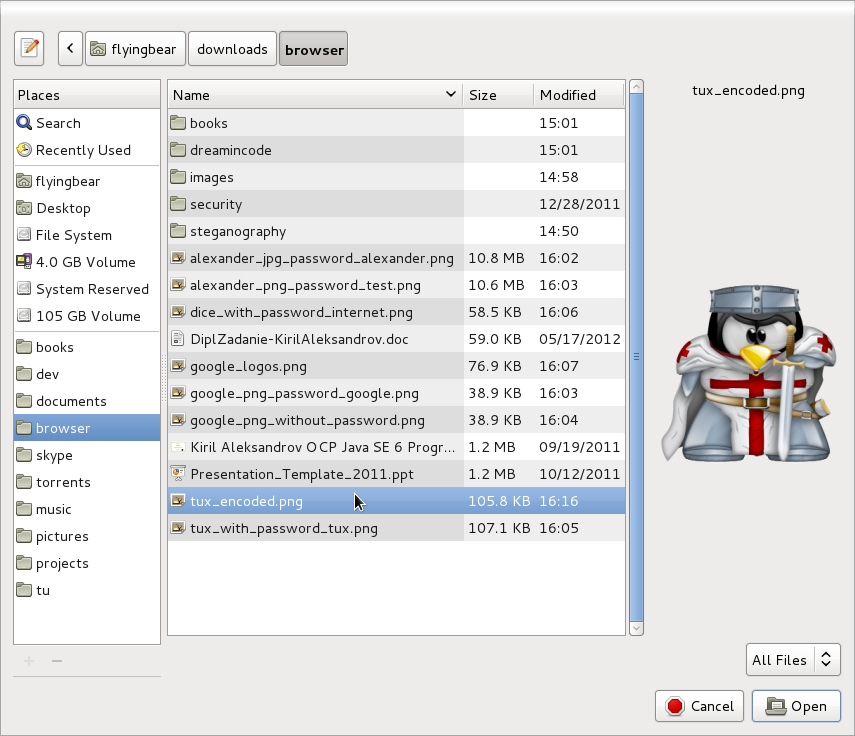 flyingbear downloads browser
tux_encoded.png
Places
Search
Recently Used
flyingbear
Desktop
File System
4.0 GB Volume
System Reserved
105 GB Volume
books
dev
documents
browser
skype
torrents
music
pictures
projects
tu
Name Size Modified
books 15:01
dreamincode 15:01
images 14:58
security 12/28/2011
steganography 14:50
alexander_jpg_password_alexander.png 10.8 MB 16:02
alexander_png_password_test.png 10.6 MB 16:03
dice_with_password_internet.png 58.5 KB 16:06
DiplZadanie-KirilAleksandrov.doc 59.0 KB 05/17/2012
google_logos.png 76.9 KB 16:07
google_png_password_google.png 38.9 KB 16:03
google_png_without_password.png 38.9 KB 16:04
Kiril Aleksandrov OCP Java SE 6 Progr... 1.2 MB 09/19/2011
Presentation_Template_2011.ppt 1.2 MB 10/12/2011
tux_encoded.png 105.8 KB 16:16
tux_with_password_tux.png 107.1 KB 16:05
All Files
Cancel Open